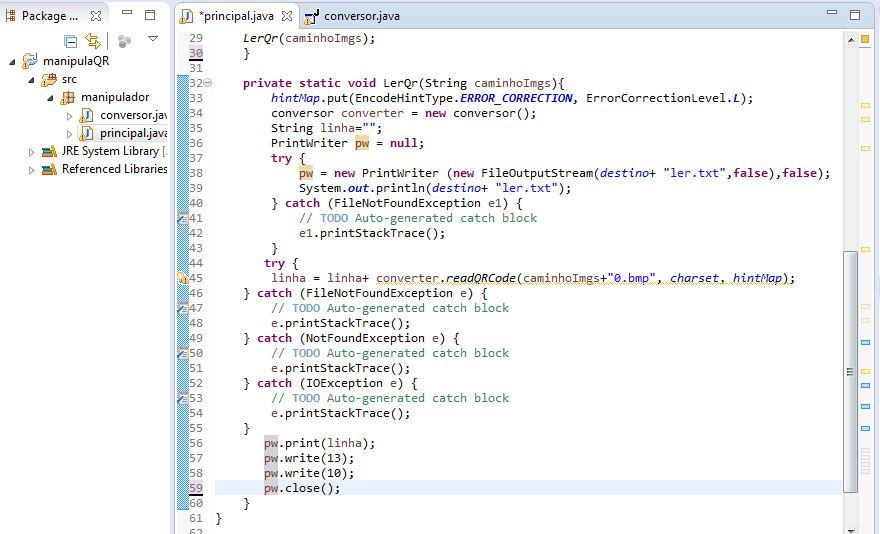 Package ...
*principal.java
conversor.java
manipulaQR
src
manipulador
conversor.jav
principal.java
JRE System Library [J
Referenced Libraries
29 LerQr(caminhoImgs);
30 }
31
32 private static void LerQr(String caminhoImgs){
33 hintMap.put(EncodeHintType.ERROR_CORRECTION, ErrorCorrectionLevel.L);
34 conversor converter = new conversor();
35 String linha="";
36 PrintWriter pw = null;
37 try {
38 pw = new PrintWriter (new FileOutputStream(destino+ "ler.txt",false),false);
39 System.out.println(destino+ "ler.txt");
40 } catch (FileNotFoundException e1) {
41 // TODO Auto-generated catch block
42 e1.printStackTrace();
43 }
44 try {
45 linha = linha+ converter.readQRCode(caminhoImgs+"0.bmp", charset, hintMap);
46 } catch (FileNotFoundException e) {
47 // TODO Auto-generated catch block
48 e.printStackTrace();
49 } catch (NotFoundException e) {
50 // TODO Auto-generated catch block
51 e.printStackTrace();
52 } catch (IOException e) {
53 // TODO Auto-generated catch block
54 e.printStackTrace();
55 }
56 pw.print(linha);
57 pw.write(13);
58 pw.write(10);
59 pw.close();
60 }
61 }
62